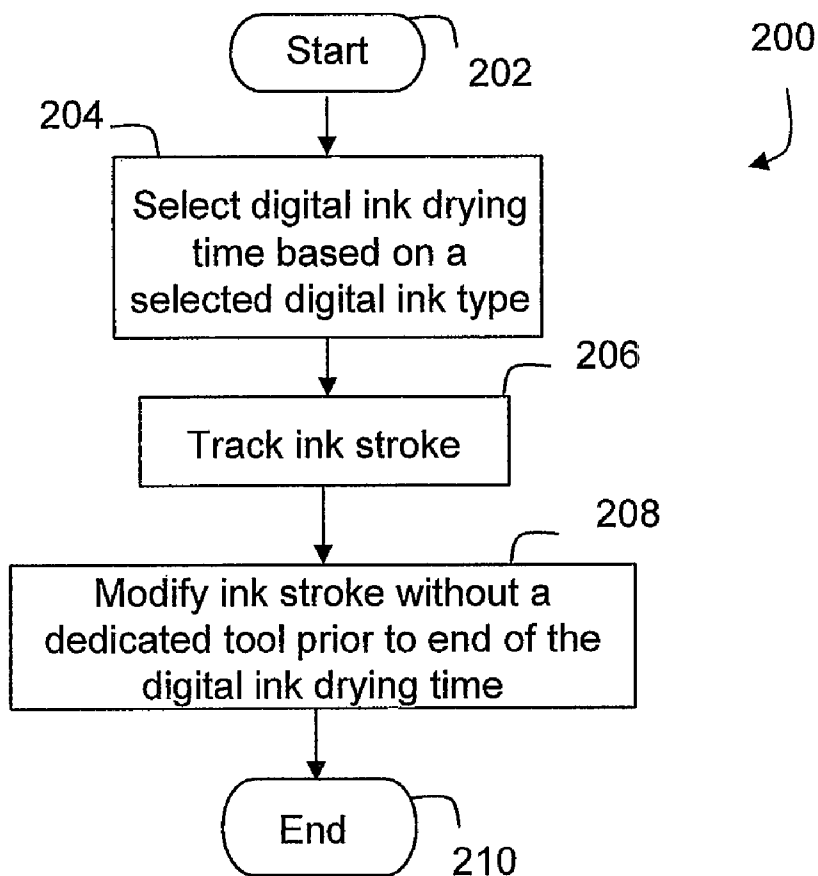 Start
202
200
204
Select digital ink drying
time based on a
selected digital ink type
206
Track ink stroke
208
Modify ink stroke without a
dedicated tool prior to end of the
digital ink drying time
End
210